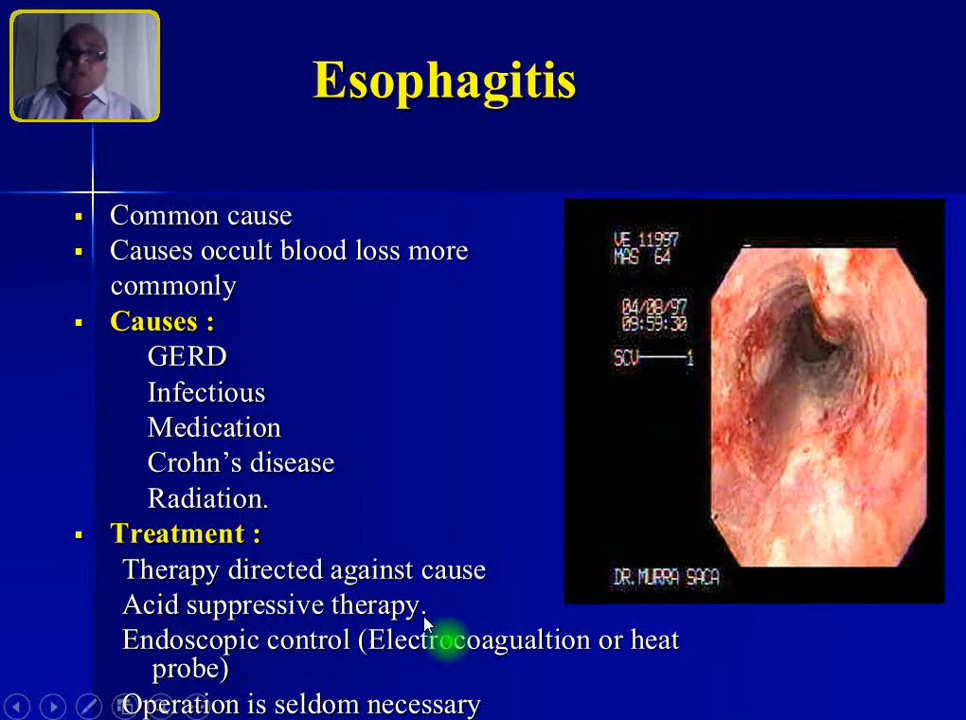 Esophagitis
Common cause
Causes occult blood loss more
commonly
Causes :
GERD
Infectious
Medication
Crohn’s disease
Radiation.
Treatment :
Therapy directed against cause
Acid suppressive therapy.
Endoscopic control (Electrocoagualtion or heat
probe)
Operation is seldom necessary
VE 11997
MAS 64
04/08/97
09:59:30
SCV-----1
DR.MURRA SACA